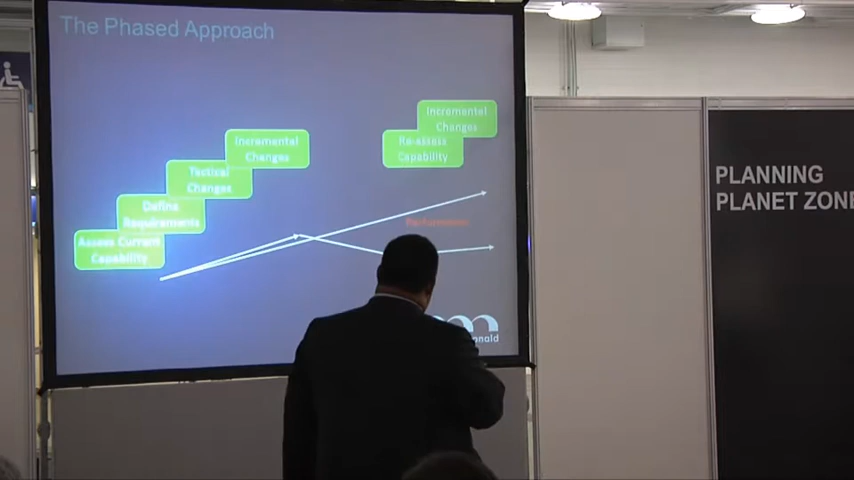 The Phased Approach
Incremental
Changes
Re-assess
Capability
Incremental
Changes
Tactical
Changes
Define
Requirements
Assess Current
Capability
Performance
PLANNING
PLANET ZONE